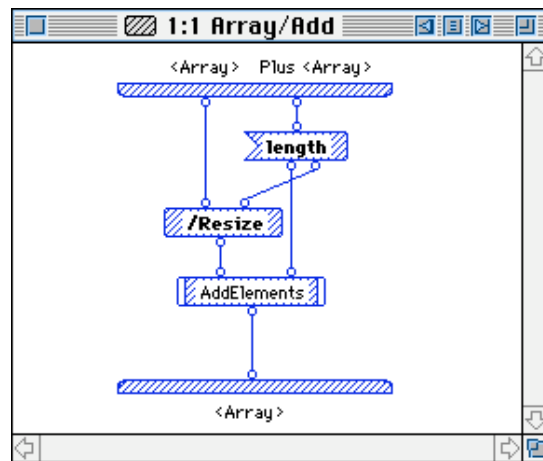 1:1 Array/Add
<Array> Plus <Array>
length
/Resize
AddElements
<Array>